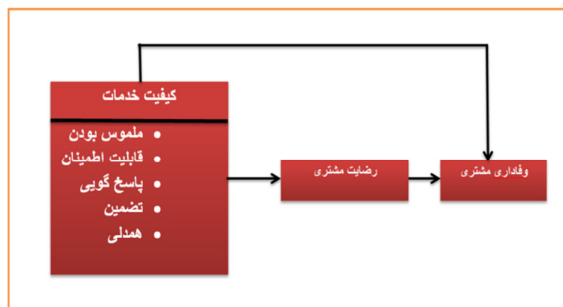 کیفیت خدمات
ملموس بودن
قابلیت اطمینان
پاسخ گویی
تضمین
همدلی
رضایت مشتری
وفاداری مشتری